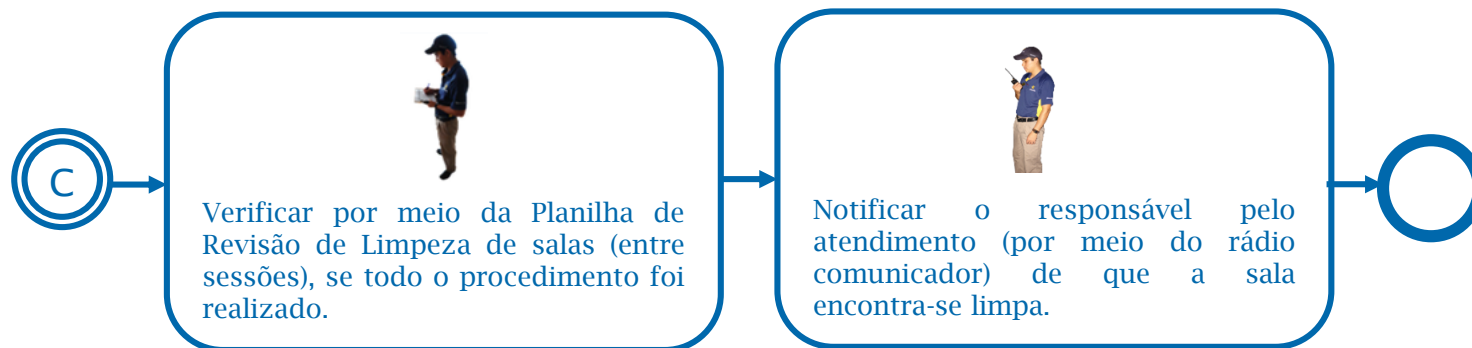 C
Verificar por meio da Planilha de
Revisão de Limpeza de salas (entre
sessões), se todo o procedimento foi
realizado.
Notificar o responsável pelo
atendimento (por meio do rádio
comunicador) de que a sala
encontra-se limpa.